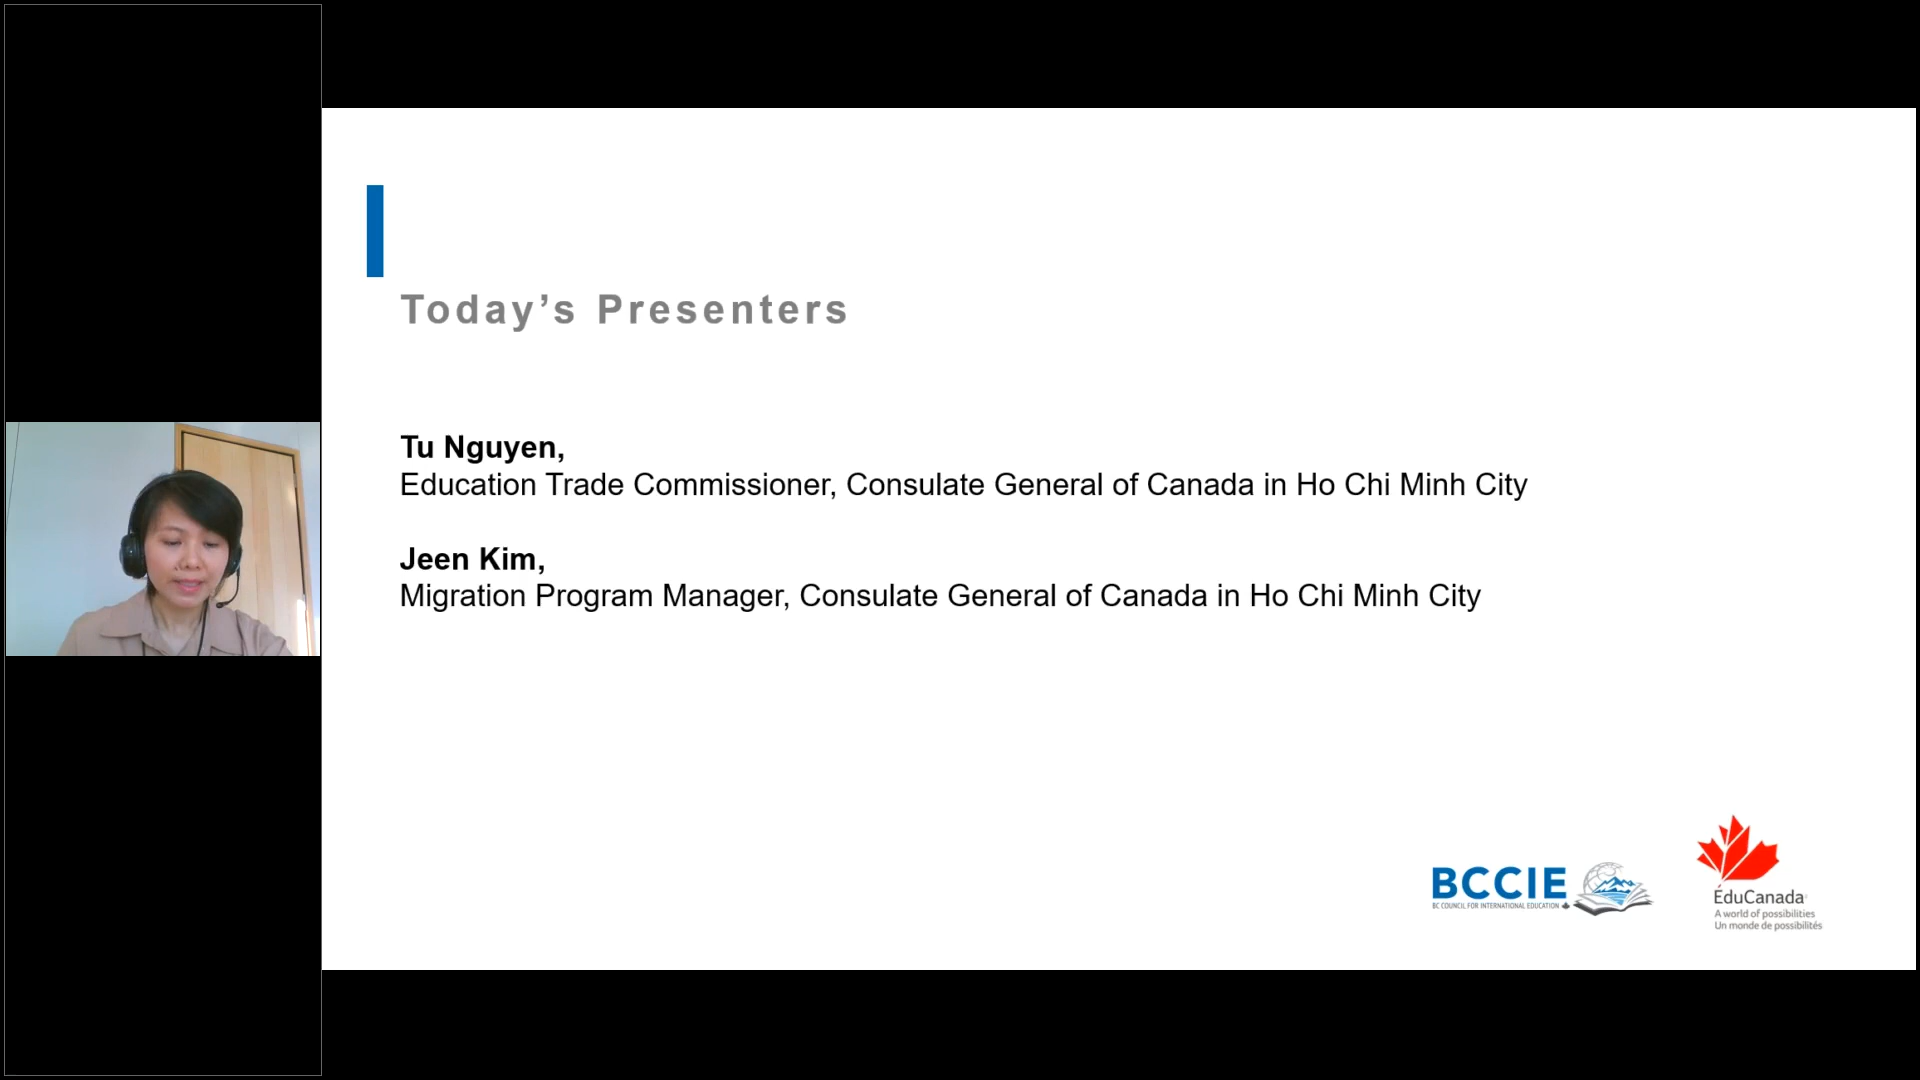 Today’s Presenters
Tu Nguyen,
Education Trade Commissioner, Consulate General of Canada in Ho Chi Minh City
Jeen Kim,
Migration Program Manager, Consulate General of Canada in Ho Chi Minh City
BCCIE
BC COUNCIL FOR INTERNATIONAL EDUCATION
ÉduCanada
A world of possibilities
Un monde de possibilités